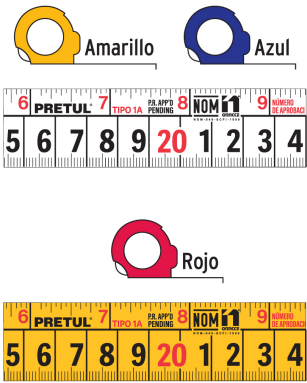 Amarillo
Azul
6 PRETUL® 7 TIPO 1A P.R. APP'D PENDING 8 NOM 9 NÚMERO DE APROBACI
5 6 7 8 9 20 1 2 3 4
Rojo
6 PRETUL® 7 TIPO 1A P.R. APP'D PENDING 8 NOM 9 NÚMERO DE APROBACI
5 6 7 8 9 20 1 2 3 4